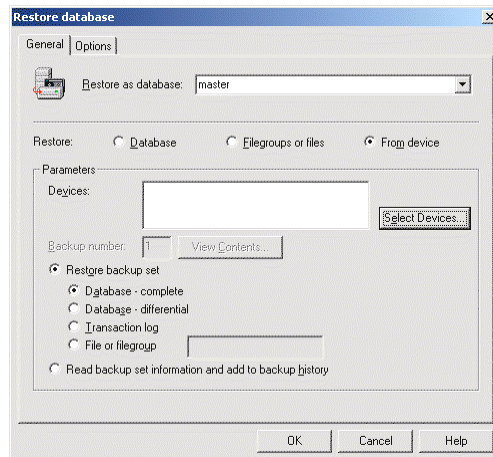 Restore database
General Options
Restore as database: master
Restore: Database Filegroups or files From device
Parameters
Devices:
Select Devices...
Backup number: 1 View Contents...
Restore backup set
Database - complete
Database - differential
Transaction log
File or filegroup
Read backup set information and add to backup history
OK Cancel Help